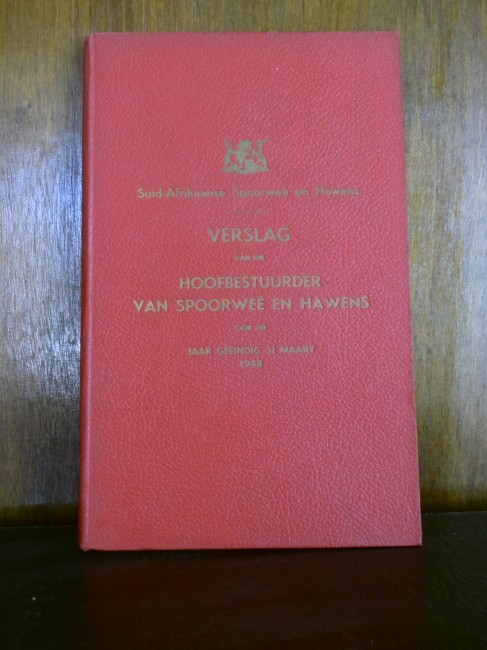 Suid-Afrikaanse Spoorweë en Hawens
VERSLAG
VAN DIE
HOOFBESTUURDER
VAN SPOORWEË EN HAWENS
OOR DIE
JAAR GEËINDIG 31 MAART
1948